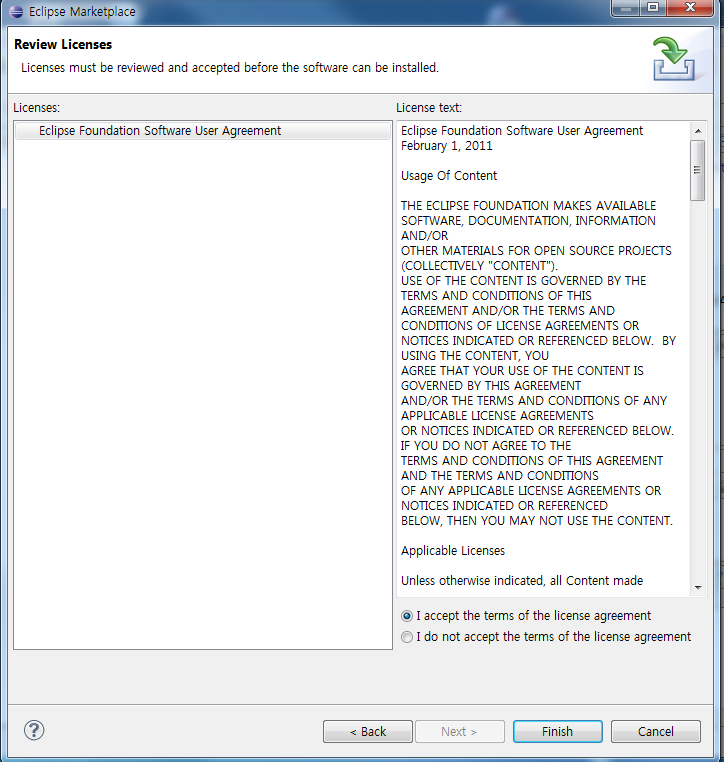 Eclipse Marketplace
Review Licenses
Licenses must be reviewed and accepted before the software can be installed.
Licenses:
Eclipse Foundation Software User Agreement
License text:
Eclipse Foundation Software User Agreement
February 1, 2011
Usage Of Content
THE ECLIPSE FOUNDATION MAKES AVAILABLE
SOFTWARE, DOCUMENTATION, INFORMATION
AND/OR
OTHER MATERIALS FOR OPEN SOURCE PROJECTS
(COLLECTIVELY "CONTENT").
USE OF THE CONTENT IS GOVERNED BY THE
TERMS AND CONDITIONS OF THIS
AGREEMENT AND/OR THE TERMS AND
CONDITIONS OF LICENSE AGREEMENTS OR
NOTICES INDICATED OR REFERENCED BELOW.  BY
USING THE CONTENT, YOU
AGREE THAT YOUR USE OF THE CONTENT IS
GOVERNED BY THIS AGREEMENT
AND/OR THE TERMS AND CONDITIONS OF ANY
APPLICABLE LICENSE AGREEMENTS
OR NOTICES INDICATED OR REFERENCED BELOW.
IF YOU DO NOT AGREE TO THE
TERMS AND CONDITIONS OF THIS AGREEMENT
AND THE TERMS AND CONDITIONS
OF ANY APPLICABLE LICENSE AGREEMENTS OR
NOTICES INDICATED OR REFERENCED
BELOW, THEN YOU MAY NOT USE THE CONTENT.
Applicable Licenses
Unless otherwise indicated, all Content made
I accept the terms of the license agreement
I do not accept the terms of the license agreement
?
< Back
Next >
Finish
Cancel